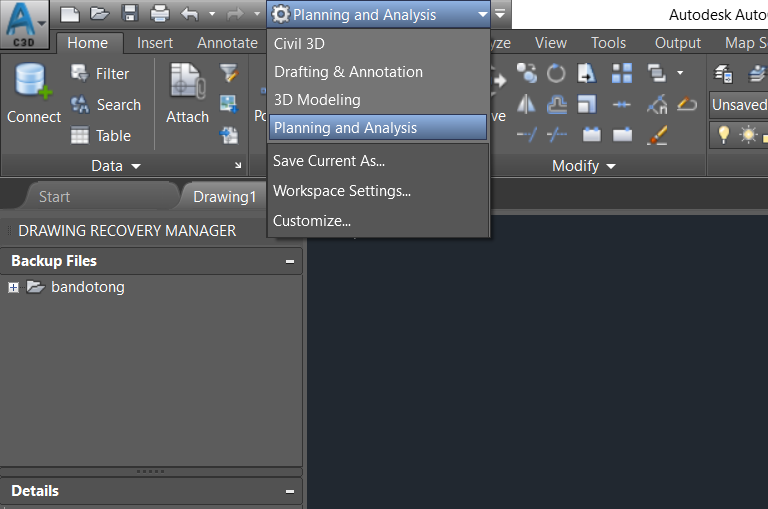 Planning and Analysis
Autodesk Auto
C3D
Home Insert Annotate yze View Output Map S
Civil 3D
Drafting & Annotation
3D Modeling
Planning and Analysis
Save Current As...
Workspace Settings...
Customize...
Filter
Search
Table
Connect
Attach
Po
ve
Unsaved
Data
Modify
Start
Drawing1
DRAWING RECOVERY MANAGER
Backup Files
bandotong
Details